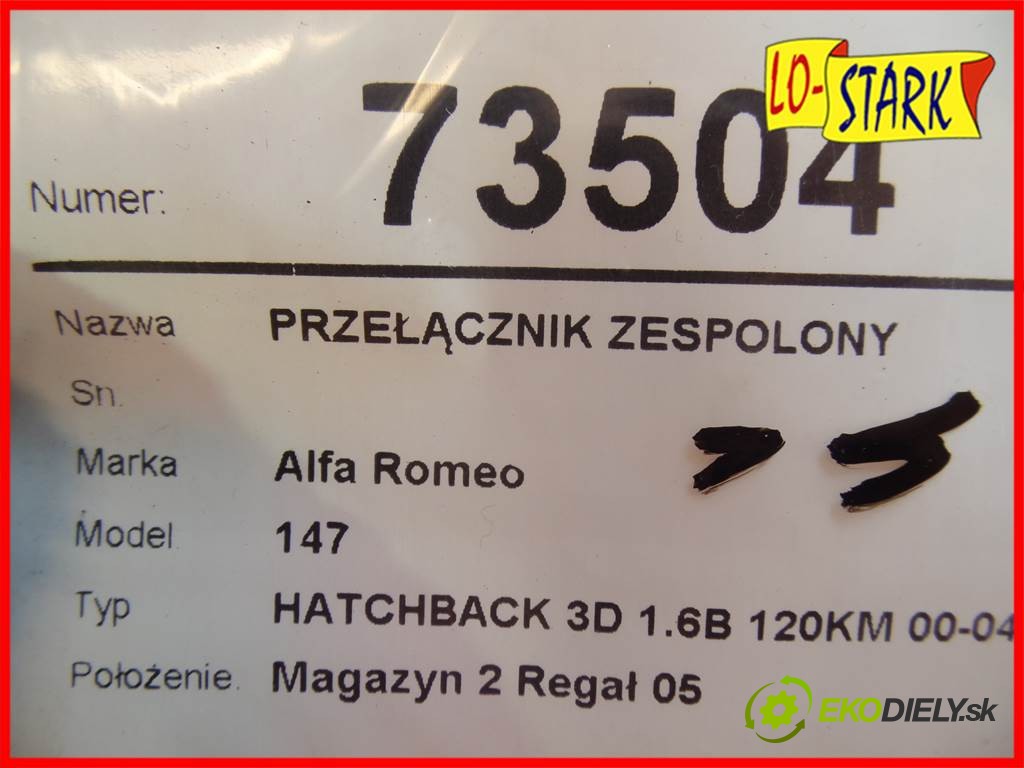 LO-STARK
Numer: 73504
Nazwa PRZEŁĄCZNIK ZESPOLONY
Sn.
Marka Alfa Romeo
75
Model 147
Typ HATCHBACK 3D 1.6B 120KM 00-04
Położenie. Magazyn 2 Regał 05
EKODIELY.sk